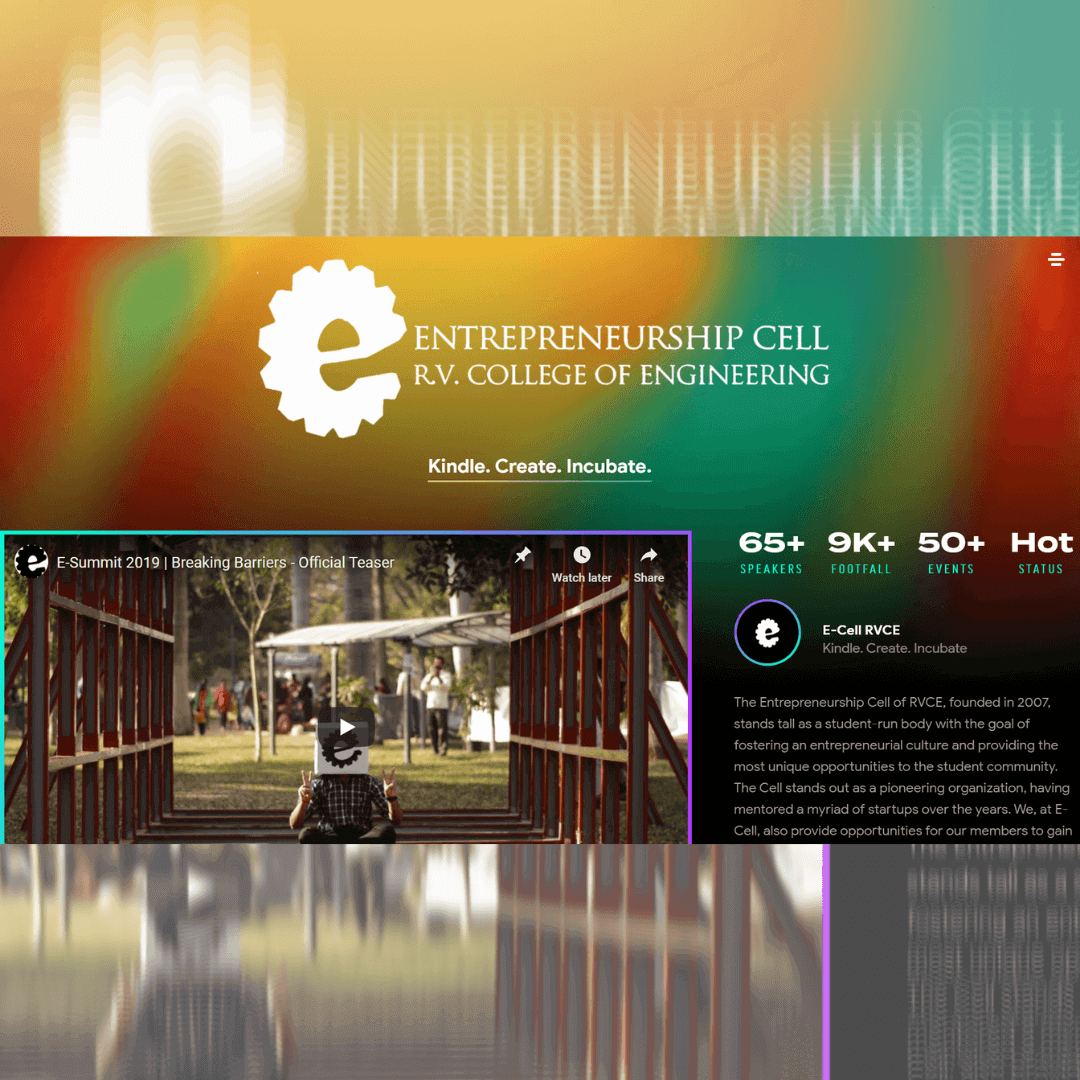 ENTREPRENEURSHIP CELL
R.V. COLLEGE OF ENGINEERING
Kindle. Create. Incubate.
E-Summit 2019 | Breaking Barriers - Official Teaser
Watch later
Share
65+
9K+
50+
Hot
SPEAKERS
FOOTFALL
EVENTS
STATUS
E-Cell RVCE
Kindle. Create. Incubate
The Entrepreneurship Cell of RVCE, founded in 2007,
stands tall as a student-run body with the goal of
fostering an entrepreneurial culture and providing the
most unique opportunities to the student community.
The Cell stands out as a pioneering organization, having
mentored a myriad of startups over the years. We, at E-
Cell, also provide opportunities for our members to gain